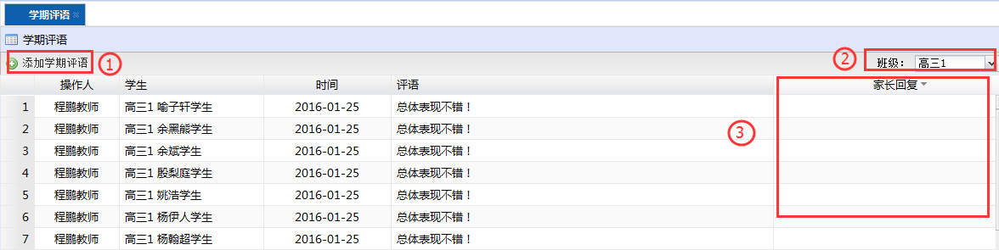 学期评语
学期评语
添加学期评语 ① ② 班级： 高三1
操作人 学生 时间 评语 家长回复
1 程鹏教师 高三1 喻子轩学生 2016-01-25 总体表现不错！
2 程鹏教师 高三1 余黑熊学生 2016-01-25 总体表现不错！ ③
3 程鹏教师 高三1 余斌学生 2016-01-25 总体表现不错！
4 程鹏教师 高三1 殷梨庭学生 2016-01-25 总体表现不错！
5 程鹏教师 高三1 姚浩学生 2016-01-25 总体表现不错！
6 程鹏教师 高三1 杨伊人学生 2016-01-25 总体表现不错！
7 程鹏教师 高三1 杨翰超学生 2016-01-25 总体表现不错！